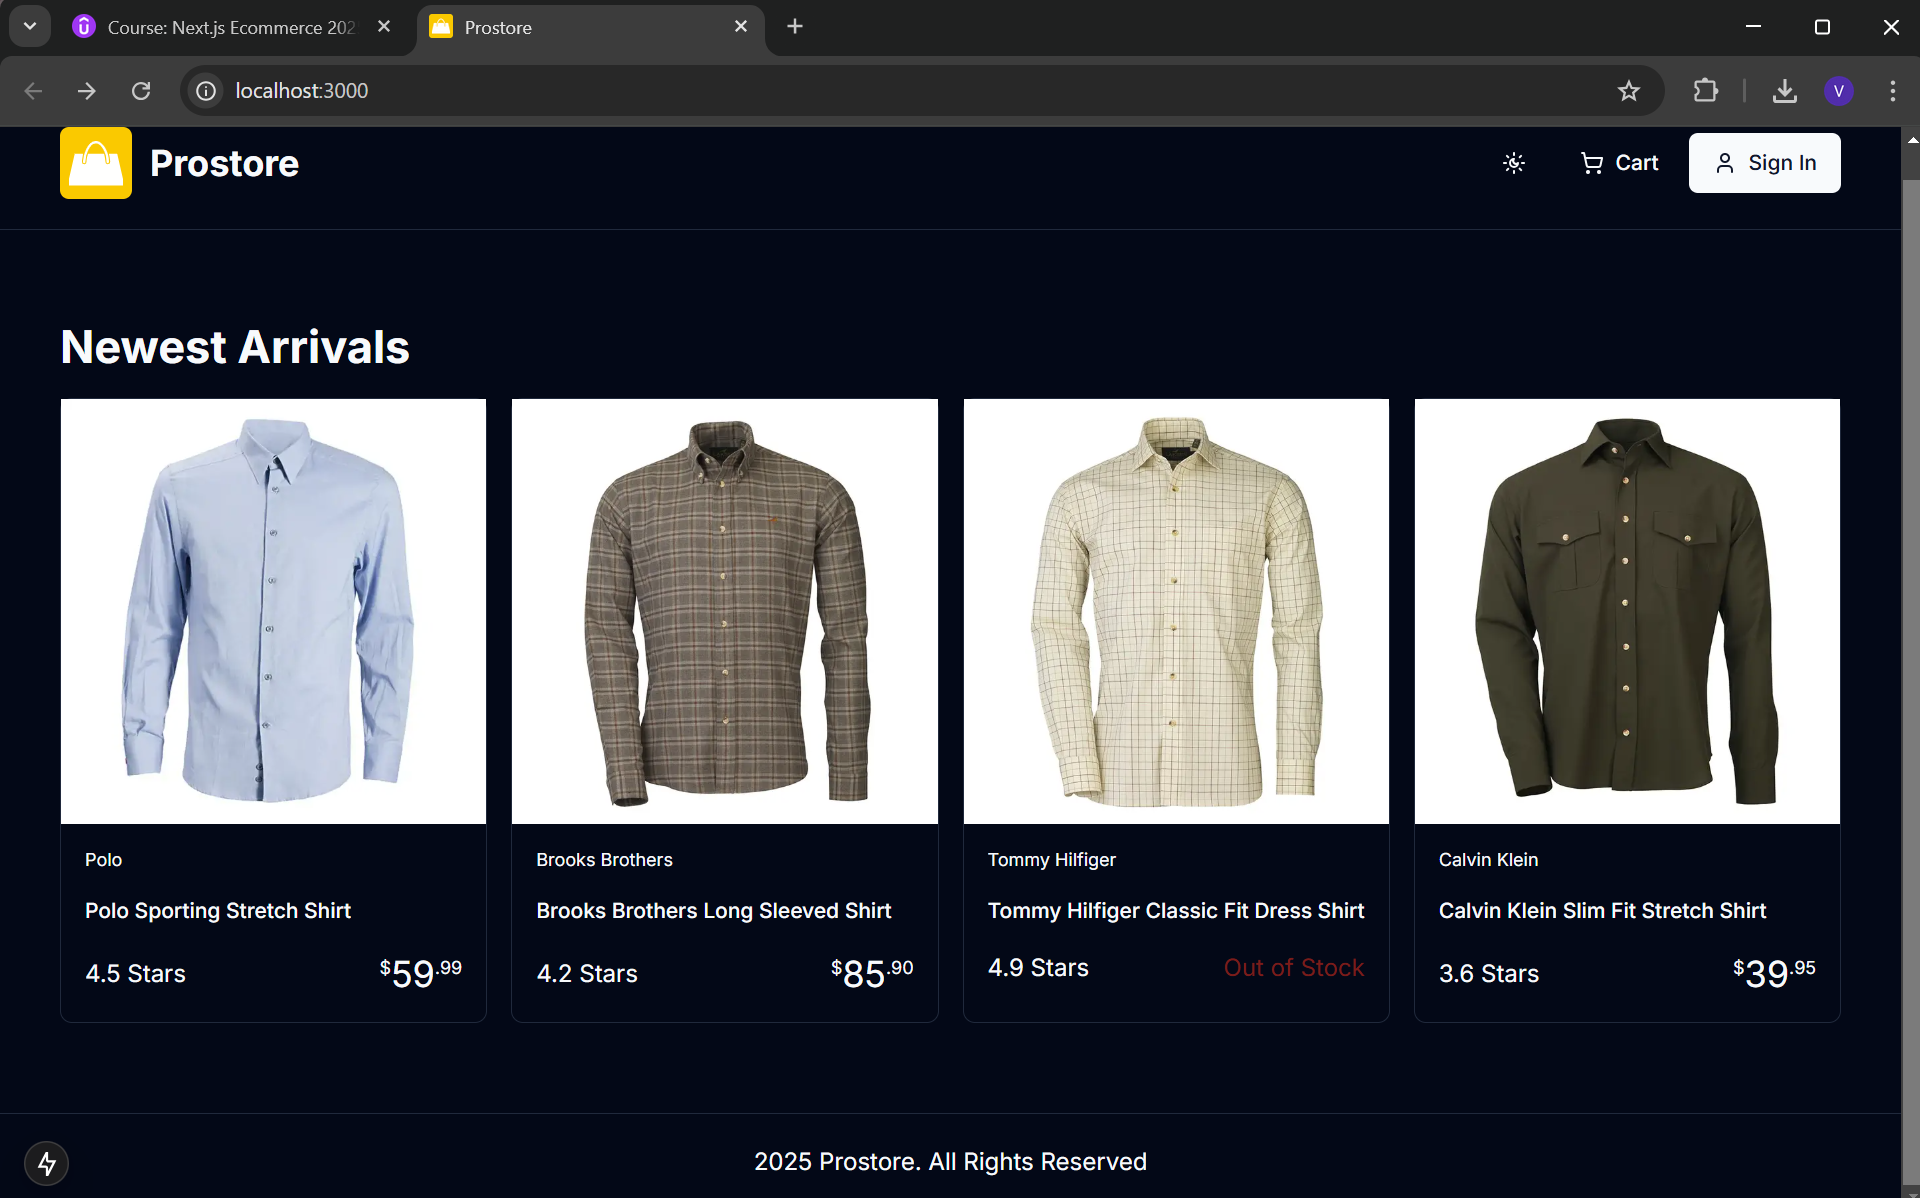 Course: Next.js Ecommerce 202
Prostore
localhost:3000
V
Prostore
Cart
Sign In
Newest Arrivals
Polo
Polo Sporting Stretch Shirt
4.5 Stars
$59.99
Brooks Brothers
Brooks Brothers Long Sleeved Shirt
4.2 Stars
$85.90
Tommy Hilfiger
Tommy Hilfiger Classic Fit Dress Shirt
4.9 Stars
Out of Stock
Calvin Klein
Calvin Klein Slim Fit Stretch Shirt
3.6 Stars
$39.95
2025 Prostore. All Rights Reserved